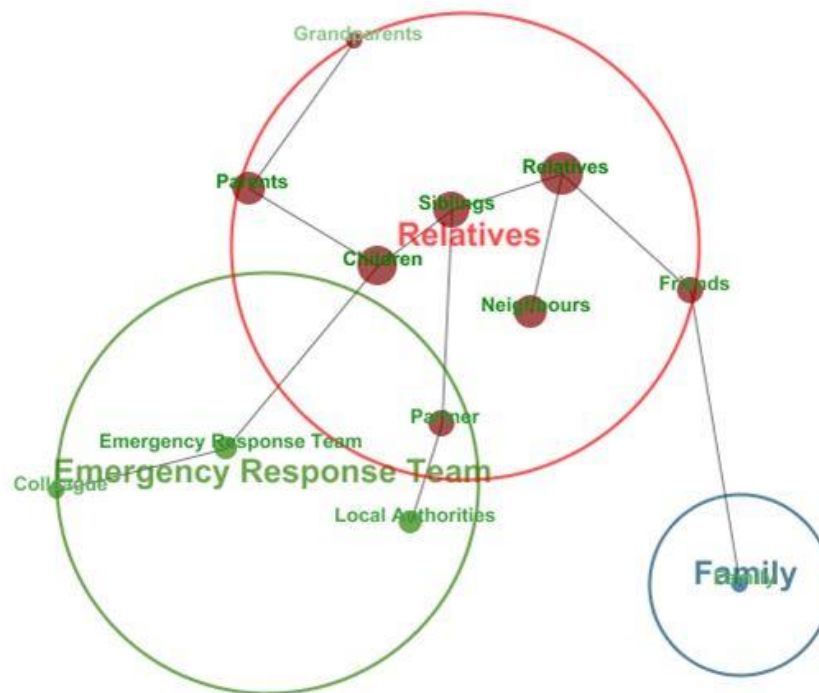 Grandparents
Relatives
Parents
Siblings
Relatives
Children
Friends
Neighbours
Partner
Emergency Response Team
Emergency Response Team
Colleague
Local Authorities
Family
Family